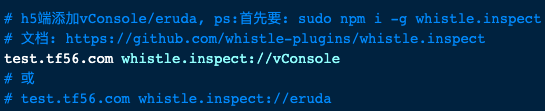 # h5端添加vConsole/eruda, ps:首先要: sudo npm i -g whistle.inspect
# 文档: https://github.com/whistle-plugins/whistle.inspect
test.tf56.com whistle.inspect://vConsole
# 或
# test.tf56.com whistle.inspect://eruda